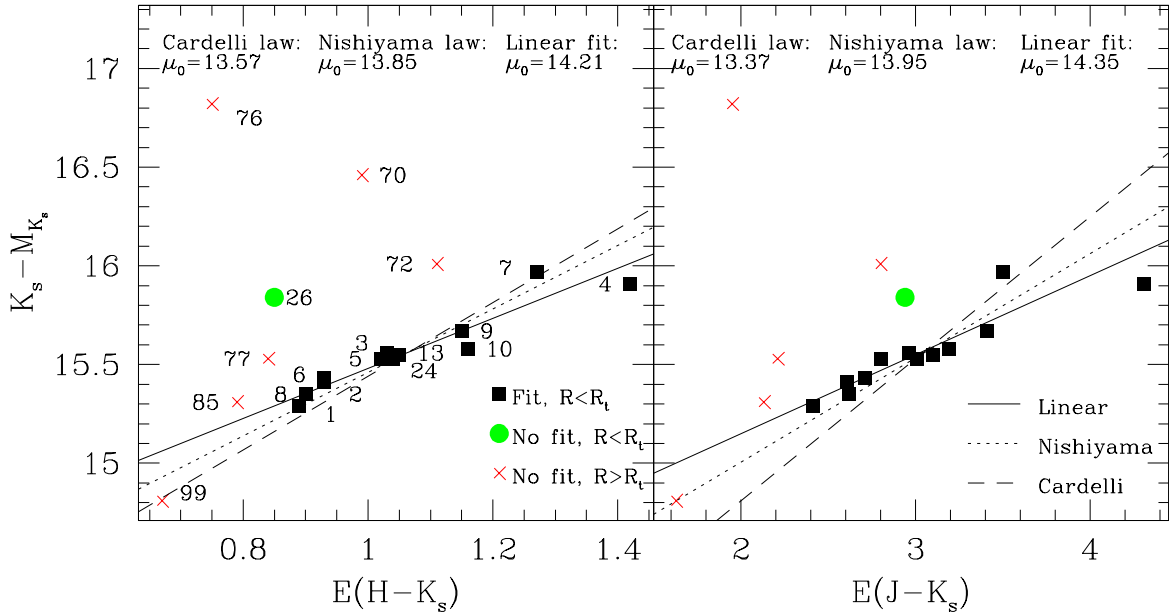 Cardelli law: Nishiyama law: Linear fit:
μ₀=13.57 μ₀=13.85 μ₀=14.21
Cardelli law: Nishiyama law: Linear fit:
μ₀=13.37 μ₀=13.95 μ₀=14.35
17
16.5
16
15.5
15
Kₛ−M_Kₛ
76
70
72
7
4
26
3
9
77
5
13
10
24
6
8
2
85
1
99
Fit, R<Rₜ
No fit, R<Rₜ
No fit, R>Rₜ
Linear
Nishiyama
Cardelli
0.8 1 1.2 1.4
2 3 4
E(H−Kₛ)
E(J−Kₛ)